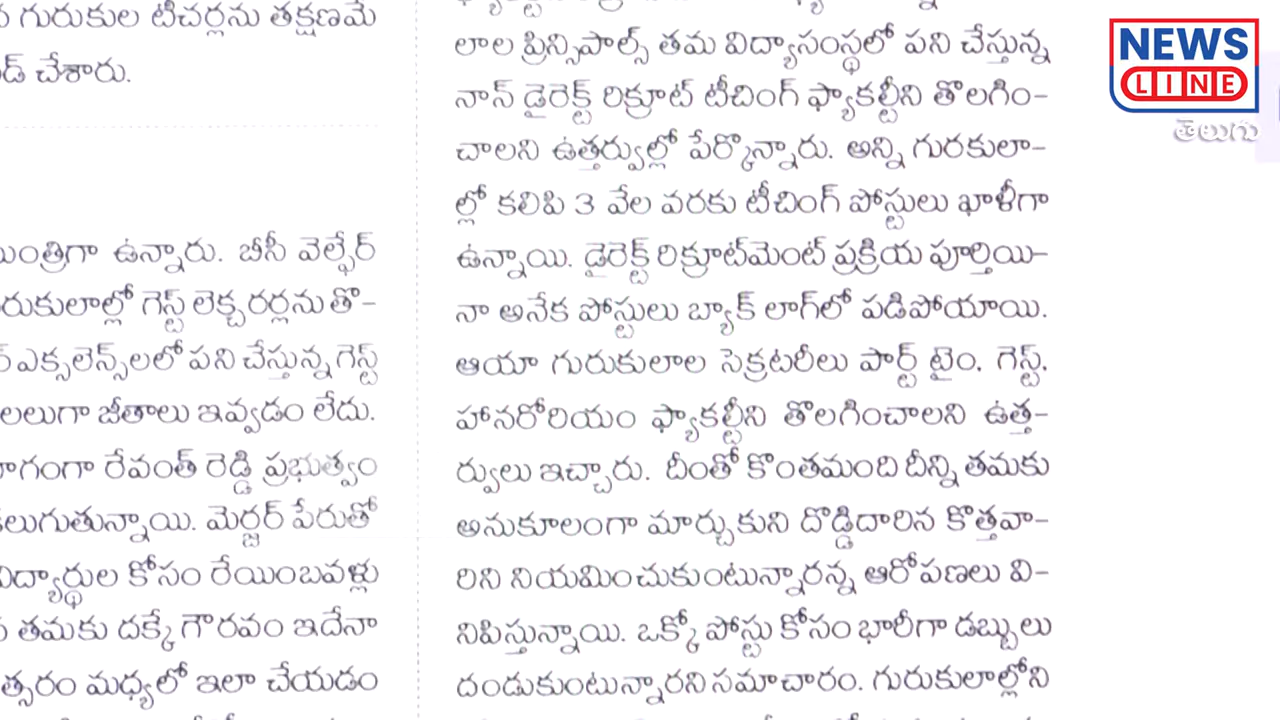 గురుకుల టీచర్లను తక్షణమే
చేశారు.
మంత్రిగా ఉన్నారు. బీసీ వెల్ఫేర్
గురుకులాల్లో గెస్ట్ లెక్చరర్లను తొ-
ఎక్సలెన్స్‌లలో పని చేస్తున్న గెస్ట్
జీతాలు ఇవ్వడం లేదు.
రేవంత్ రెడ్డి ప్రభుత్వం
మెర్జర్ పేరుతో
విద్యార్థుల కోసం రేయింబవళ్లు
తమకు దక్కే గౌరవం ఇదేనా
మధ్యలో ఇలా చేయడం
లాల ప్రిన్సిపాల్స్ తమ విద్యాసంస్థలో పని చేస్తున్న
నాన్ డైరెక్ట్ రిక్రూట్ టీచింగ్ ఫ్యాకల్టీని తొలగిం-
చాలని ఉత్తర్వుల్లో పేర్కొన్నారు. అన్ని గురకులా-
ల్లో కలిపి 3 వేల వరకు టీచింగ్ పోస్టులు ఖాళీగా
ఉన్నాయి. డైరెక్ట్ రిక్రూట్‌మెంట్ ప్రక్రియ పూర్తియి-
నా అనేక పోస్టులు బ్యాక్ లాగ్‌లో పడిపోయాయి.
ఆయా గురుకులాల సెక్రటరీలు పార్ట్ టైం. గెస్ట్.
హానరోరియం ఫ్యాకల్టీని తొలగించాలని ఉత్త-
ర్వులు ఇచ్చారు. దీంతో కొంతమంది దీన్ని తమకు
అనుకూలంగా మార్చుకుని దొడ్డిదారిన కొత్తవా-
రిని నియమించుకుంటున్నారన్న ఆరోపణలు వి-
నిపిస్తున్నాయి. ఒక్కో పోస్టు కోసం భారీగా డబ్బులు
దండుకుంటున్నారని సమాచారం. గురుకులాల్లోని
NEWS
LINE
తెలుగు